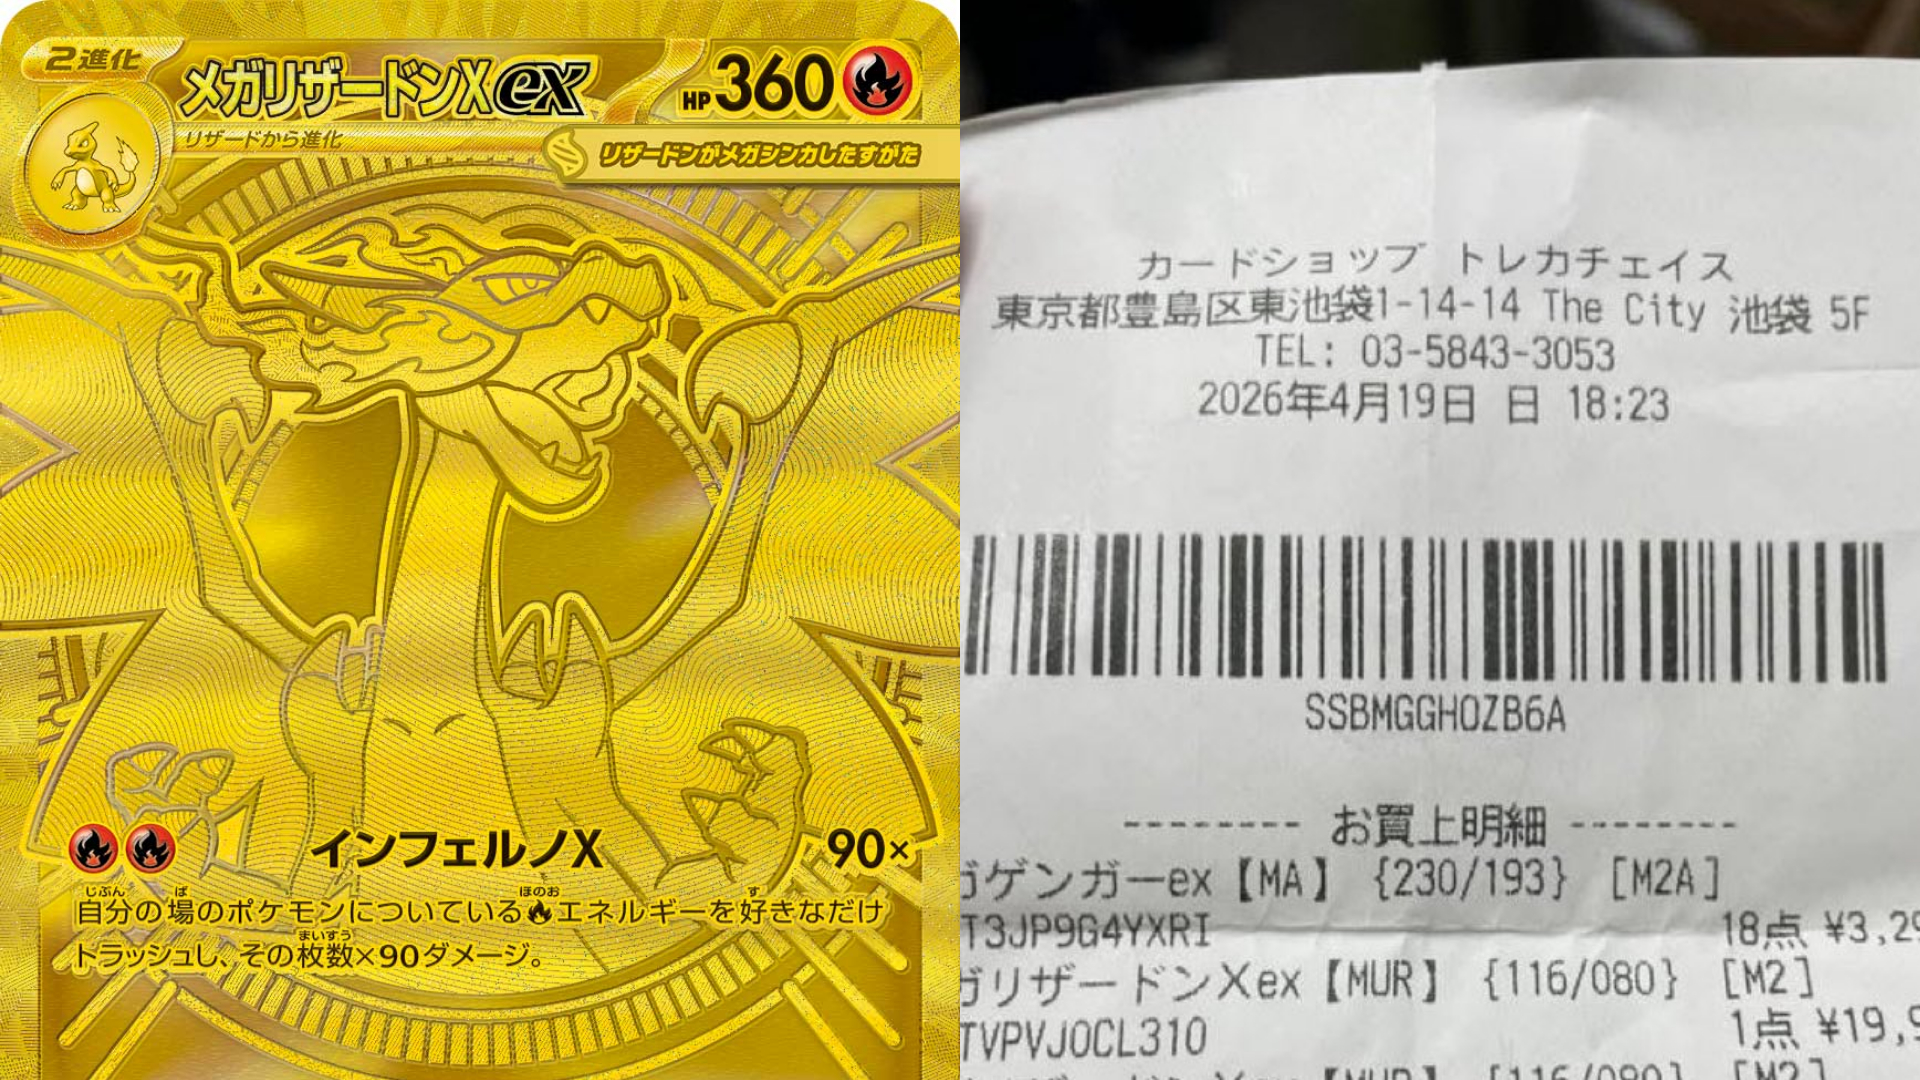 2進化
メガリザードンXex
HP360
リザードから進化
リザードンがメガシンカしたすがた
インフェルノX 90×
自分の場のポケモンについているエネルギーを好きなだけ
トラッシュし、その枚数×90ダメージ。
カードショップ トレカチェイス
東京都豊島区東池袋1-14-14 The City 池袋 5F
TEL: 03-5843-3053
2026年4月19日 日 18:23
SSBMGGHOZB6A
-------- お買上明細 --------
ガゲンガーex【MA】 {230/193} [M2A]
T3JP9G4YXRI
18点 ¥3,29
ガリザードンXex【MUR】 {116/080} [M2]
TVPVJOCL310
1点 ¥19,9